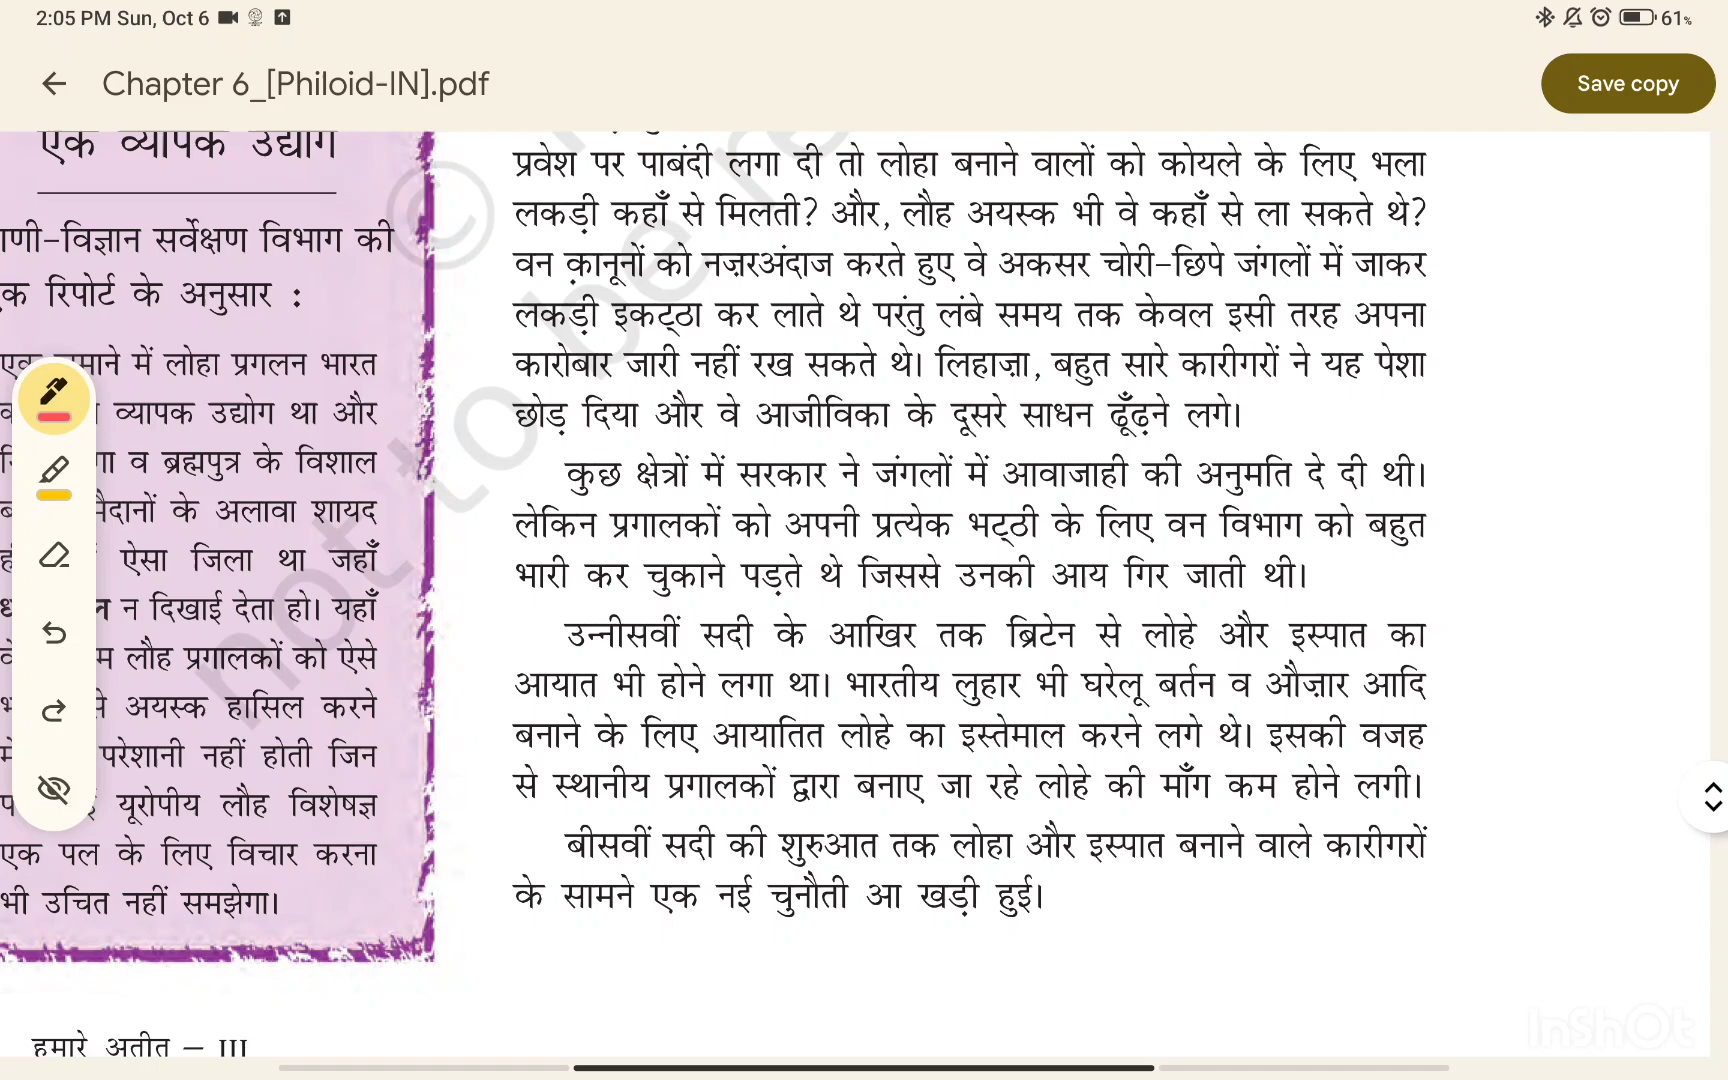 2:05 PM Sun, Oct 6
61%
Chapter 6_[Philoid-IN].pdf
Save copy
एक व्यापक उद्योग
णी-विज्ञान सर्वेक्षण विभाग की
क रिपोर्ट के अनुसार :
माने में लोहा प्रगलन भारत
व्यापक उद्योग था और
गा व ब्रह्मपुत्र के विशाल
मैदानों के अलावा शायद
ऐसा जिला था जहाँ
न दिखाई देता हो। यहाँ
म लौह प्रगालकों को ऐसे
से अयस्क हासिल करने
परेशानी नहीं होती जिन
यूरोपीय लौह विशेषज्ञ
एक पल के लिए विचार करना
भी उचित नहीं समझेगा।
प्रवेश पर पाबंदी लगा दी तो लोहा बनाने वालों को कोयले के लिए भला
लकड़ी कहाँ से मिलती? और, लौह अयस्क भी वे कहाँ से ला सकते थे?
वन क़ानूनों को नज़रअंदाज करते हुए वे अकसर चोरी-छिपे जंगलों में जाकर
लकड़ी इकट्ठा कर लाते थे परंतु लंबे समय तक केवल इसी तरह अपना
कारोबार जारी नहीं रख सकते थे। लिहाज़ा, बहुत सारे कारीगरों ने यह पेशा
छोड़ दिया और वे आजीविका के दूसरे साधन ढूँढ़ने लगे।
कुछ क्षेत्रों में सरकार ने जंगलों में आवाजाही की अनुमति दे दी थी।
लेकिन प्रगालकों को अपनी प्रत्येक भट्ठी के लिए वन विभाग को बहुत
भारी कर चुकाने पड़ते थे जिससे उनकी आय गिर जाती थी।
उन्नीसवीं सदी के आखिर तक ब्रिटेन से लोहे और इस्पात का
आयात भी होने लगा था। भारतीय लुहार भी घरेलू बर्तन व औज़ार आदि
बनाने के लिए आयातित लोहे का इस्तेमाल करने लगे थे। इसकी वजह
से स्थानीय प्रगालकों द्वारा बनाए जा रहे लोहे की माँग कम होने लगी।
बीसवीं सदी की शुरुआत तक लोहा और इस्पात बनाने वाले कारीगरों
के सामने एक नई चुनौती आ खड़ी हुई।
हमारे अतीत – III
© not to be re
InShOt